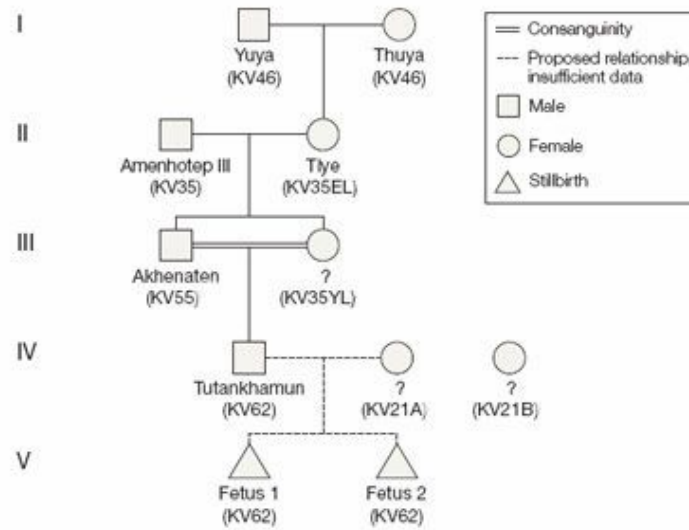 I
Yuya
(KV46)
Thuya
(KV46)
Consanguinity
Proposed relationship,
insufficient data
Male
Female
Stillbirth
II
Amenhotep III
(KV35)
Tiye
(KV35EL)
III
Akhenaten
(KV55)
?
(KV35YL)
IV
Tutankhamun
(KV62)
?
(KV21A)
?
(KV21B)
V
Fetus 1
(KV62)
Fetus 2
(KV62)